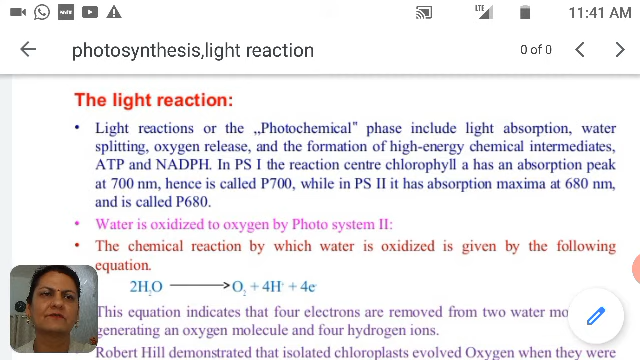 LTE
11:41 AM
photosynthesis,light reaction
0 of 0
The light reaction:
• Light reactions or the „Photochemical" phase include light absorption, water
splitting, oxygen release, and the formation of high-energy chemical intermediates,
ATP and NADPH. In PS I the reaction centre chlorophyll a has an absorption peak
at 700 nm, hence is called P700, while in PS II it has absorption maxima at 680 nm,
and is called P680.
• Water is oxidized to oxygen by Photo system II:
• The chemical reaction by which water is oxidized is given by the following
equation.
2H₂O ⟶ O₂ + 4H⁺ + 4e⁻
This equation indicates that four electrons are removed from two water mo
generating an oxygen molecule and four hydrogen ions.
Robert Hill demonstrated that isolated chloroplasts evolved Oxygen when they were